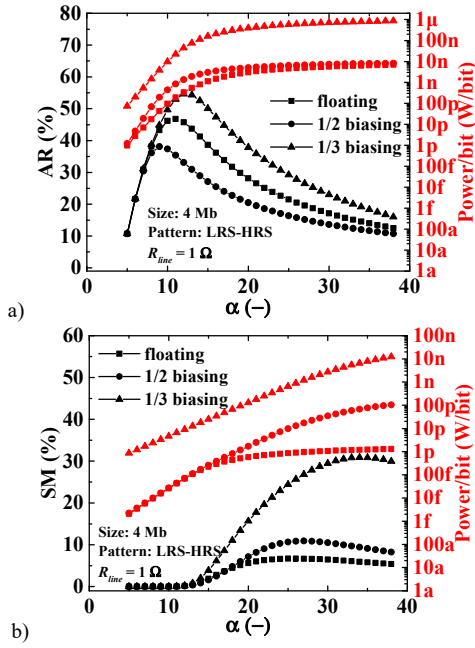 80
70
60
50
40
30
20
10
0
AR (%)
floating
1/2 biasing
1/3 biasing
Size: 4 Mb
Pattern: LRS-HRS
R_line = 1 Ω
1μ
100n
10n
1n
100p
10p
1p
100f
10f
1f
100a
10a
1a
Power/bit (W/bit)
0 10 20 30 40
α (–)
a)
60
50
40
30
20
10
0
SM (%)
floating
1/2 biasing
1/3 biasing
Size: 4 Mb
Pattern: LRS-HRS
R_line = 1 Ω
100n
10n
1n
100p
10p
1p
100f
10f
1f
100a
10a
1a
Power/bit (W/bit)
0 10 20 30 40
α (–)
b)